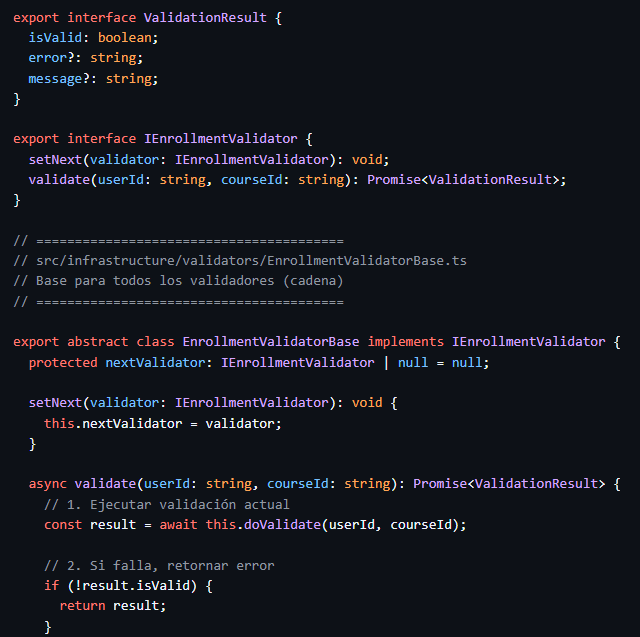 export interface ValidationResult {
  isValid: boolean;
  error?: string;
  message?: string;
}

export interface IEnrollmentValidator {
  setNext(validator: IEnrollmentValidator): void;
  validate(userId: string, courseId: string): Promise<ValidationResult>;
}

// ========================================
// src/infrastructure/validators/EnrollmentValidatorBase.ts
// Base para todos los validadores (cadena)
// ========================================

export abstract class EnrollmentValidatorBase implements IEnrollmentValidator {
  protected nextValidator: IEnrollmentValidator | null = null;

  setNext(validator: IEnrollmentValidator): void {
    this.nextValidator = validator;
  }

  async validate(userId: string, courseId: string): Promise<ValidationResult> {
    // 1. Ejecutar validación actual
    const result = await this.doValidate(userId, courseId);

    // 2. Si falla, retornar error
    if (!result.isValid) {
      return result;
    }